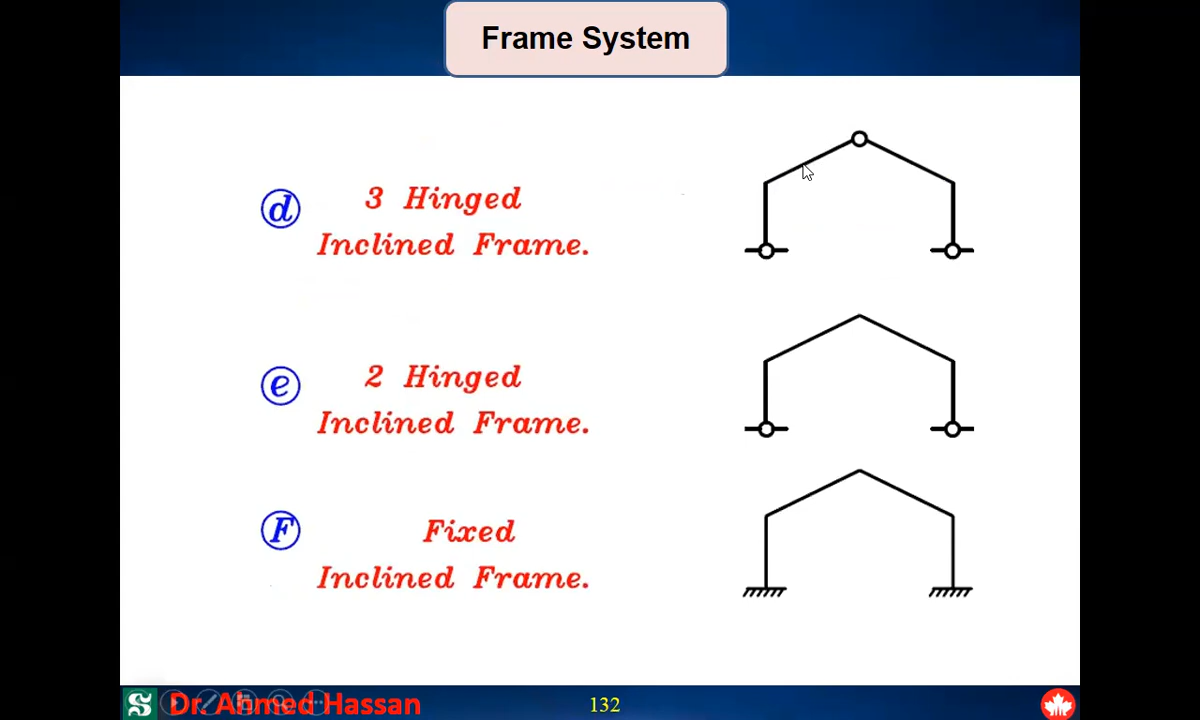 Frame System
d
3 Hinged
Inclined Frame.
e
2 Hinged
Inclined Frame.
F
Fixed
Inclined Frame.
Dr. Ahmed Hassan
132